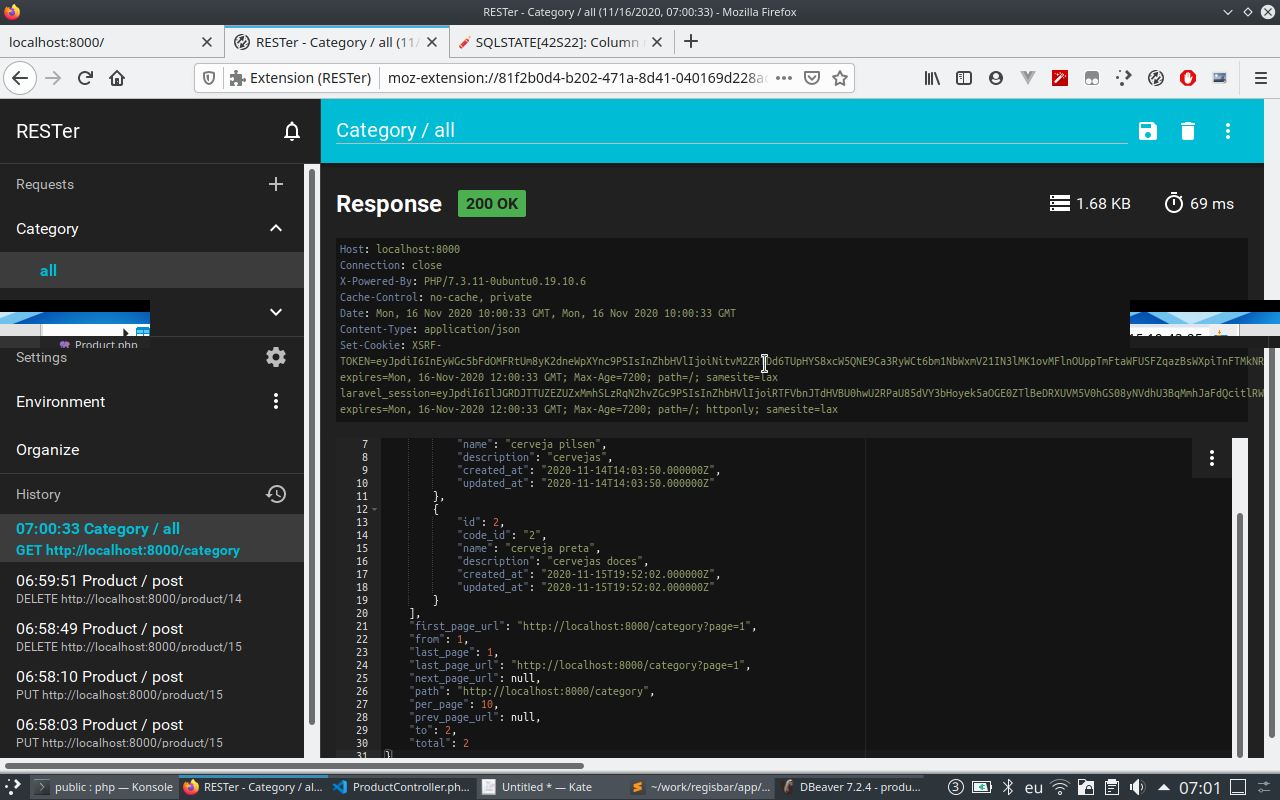 RESTer - Category / all (11/16/2020, 07:00:33) - Mozilla Firefox
localhost:8000/
RESTer - Category / all (11/
SQLSTATE[42S22]: Column
Extension (RESTer)
moz-extension://81f2b0d4-b202-471a-8d41-040169d228a
RESTer
Category / all
Requests
Category
all
Product.php
Settings
Environment
Organize
History
07:00:33 Category / all
GET http://localhost:8000/category
06:59:51 Product / post
DELETE http://localhost:8000/product/14
06:58:49 Product / post
DELETE http://localhost:8000/product/15
06:58:10 Product / post
PUT http://localhost:8000/product/15
06:58:03 Product / post
PUT http://localhost:8000/product/15
Response 200 OK 1.68 KB 69 ms
Host: localhost:8000
Connection: close
X-Powered-By: PHP/7.3.11-0ubuntu0.19.10.6
Cache-Control: no-cache, private
Date: Mon, 16 Nov 2020 10:00:33 GMT, Mon, 16 Nov 2020 10:00:33 GMT
Content-Type: application/json
Set-Cookie: XSRF-
expires=Mon, 16-Nov-2020 12:00:33 GMT; Max-Age=7200; path=/; samesite=lax
expires=Mon, 16-Nov-2020 12:00:33 GMT; Max-Age=7200; path=/; httponly; samesite=lax
7 "name": "cerveja pilsen",
8 "description": "cervejas",
9 "created_at": "2020-11-14T14:03:50.000000Z",
10 "updated_at": "2020-11-14T14:03:50.000000Z"
11 },
12 {
13 "id": 2,
14 "code_id": "2",
15 "name": "cerveja preta",
16 "description": "cervejas doces",
17 "created_at": "2020-11-15T19:52:02.000000Z",
18 "updated_at": "2020-11-15T19:52:02.000000Z"
19 }
20 ],
21 "first_page_url": "http://localhost:8000/category?page=1",
22 "from": 1,
23 "last_page": 1,
24 "last_page_url": "http://localhost:8000/category?page=1",
25 "next_page_url": null,
26 "path": "http://localhost:8000/category",
27 "per_page": 10,
28 "prev_page_url": null,
29 "to": 2,
30 "total": 2
31 }
public : php — Konsole
RESTer - Category / al...
ProductController.ph...
Untitled * — Kate
~/work/regisbar/app/...
DBeaver 7.2.4 - produ...
3
eu
07:01